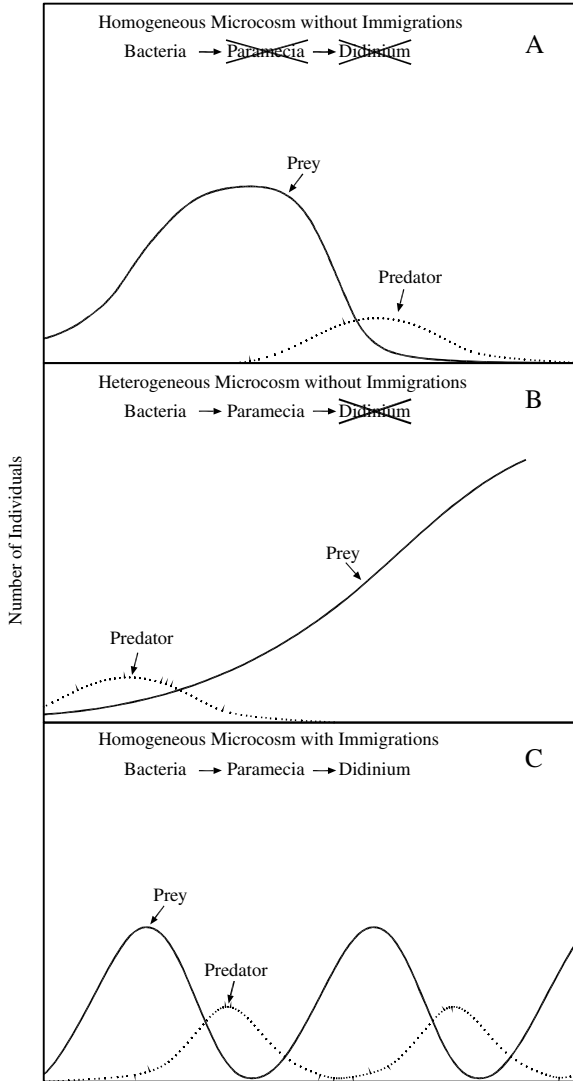 Homogeneous Microcosm without Immigrations
A
Bacteria → Paramecia → Didinium
Prey
Predator
Heterogeneous Microcosm without Immigrations
B
Bacteria → Paramecia → Didinium
Number of Individuals
Prey
Predator
Homogeneous Microcosm with Immigrations
C
Bacteria → Paramecia → Didinium
Prey
Predator